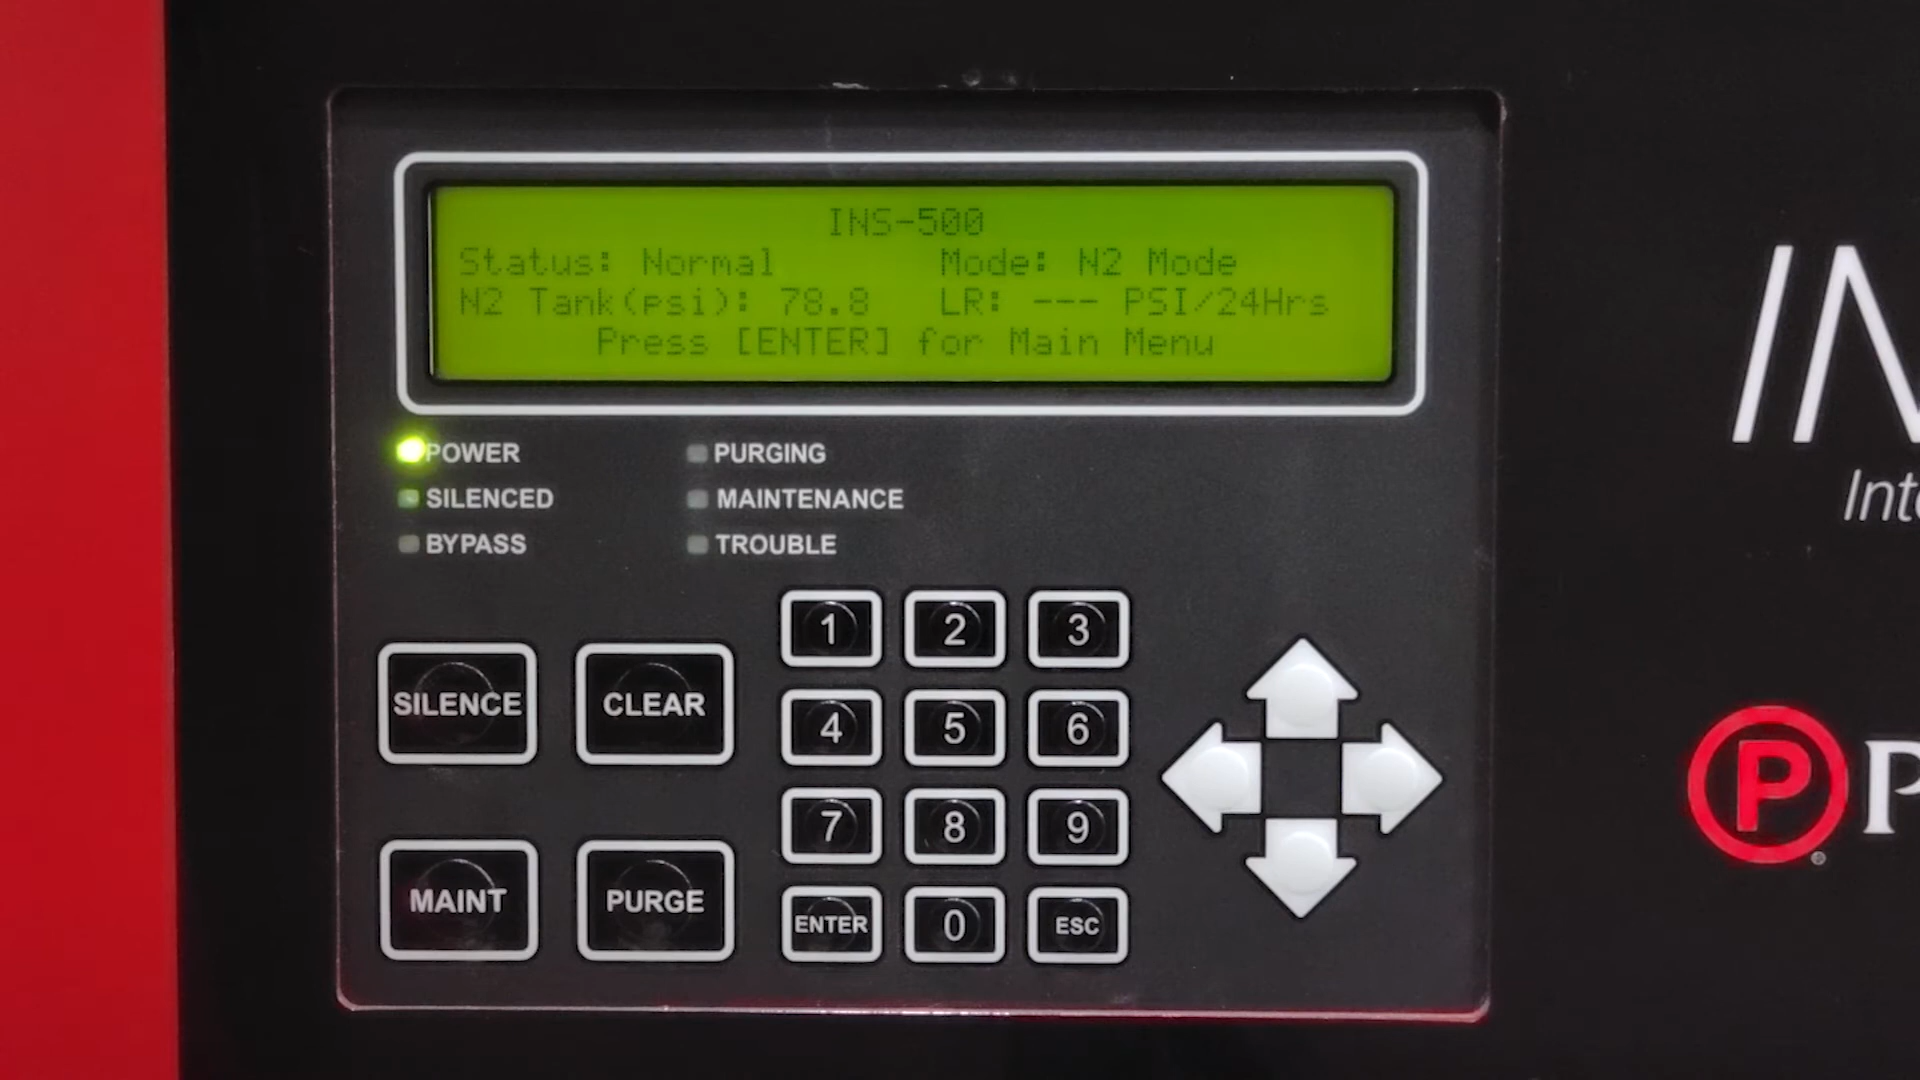 INS-500
Status: Normal Mode: N2 Mode
N2 Tank(psi): 78.8 LR: --- PSI/24Hrs
Press [ENTER] for Main Menu
POWER PURGING
SILENCED MAINTENANCE
BYPASS TROUBLE
1 2 3
SILENCE CLEAR
4 5 6
7 8 9
MAINT PURGE
ENTER 0 ESC
IN
Inte
P P
®